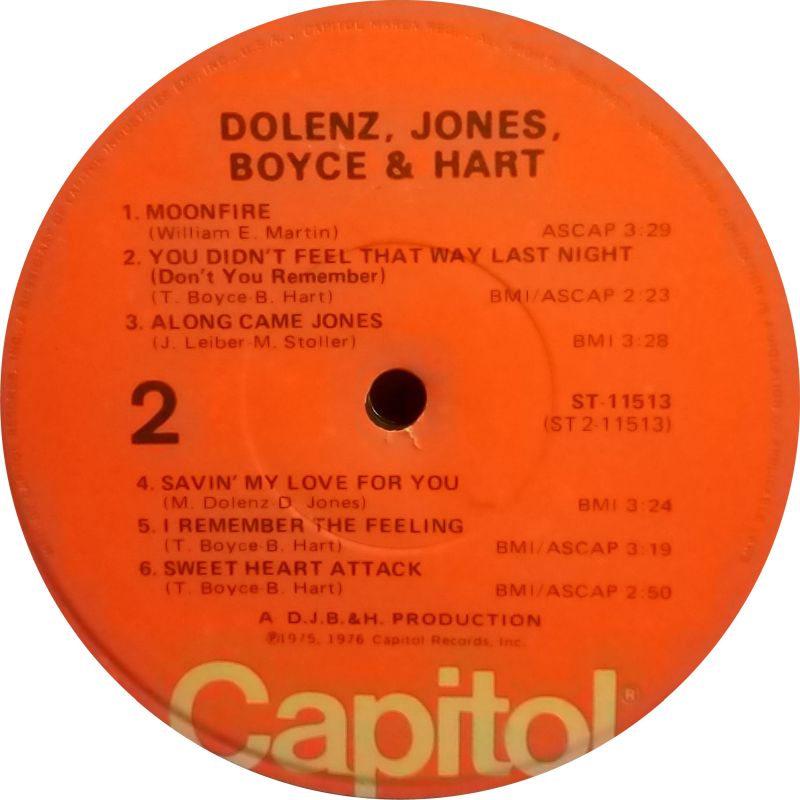 DOLENZ, JONES,
BOYCE & HART
1. MOONFIRE
(William E. Martin) ASCAP 3:29
2. YOU DIDN'T FEEL THAT WAY LAST NIGHT
(Don't You Remember)
(T. Boyce-B. Hart) BMI/ASCAP 2:23
3. ALONG CAME JONES
(J. Leiber-M. Stoller) BMI 3:28
2 ST-11513
(ST 2-11513)
4. SAVIN' MY LOVE FOR YOU
(M. Dolenz-D. Jones) BMI 3:24
5. I REMEMBER THE FEELING
(T. Boyce-B. Hart) BMI/ASCAP 3:19
6. SWEET HEART ATTACK
(T. Boyce-B. Hart) BMI/ASCAP 2:50
A D.J.B.&H. PRODUCTION
℗1975, 1976 Capitol Records, Inc.
Capitol®